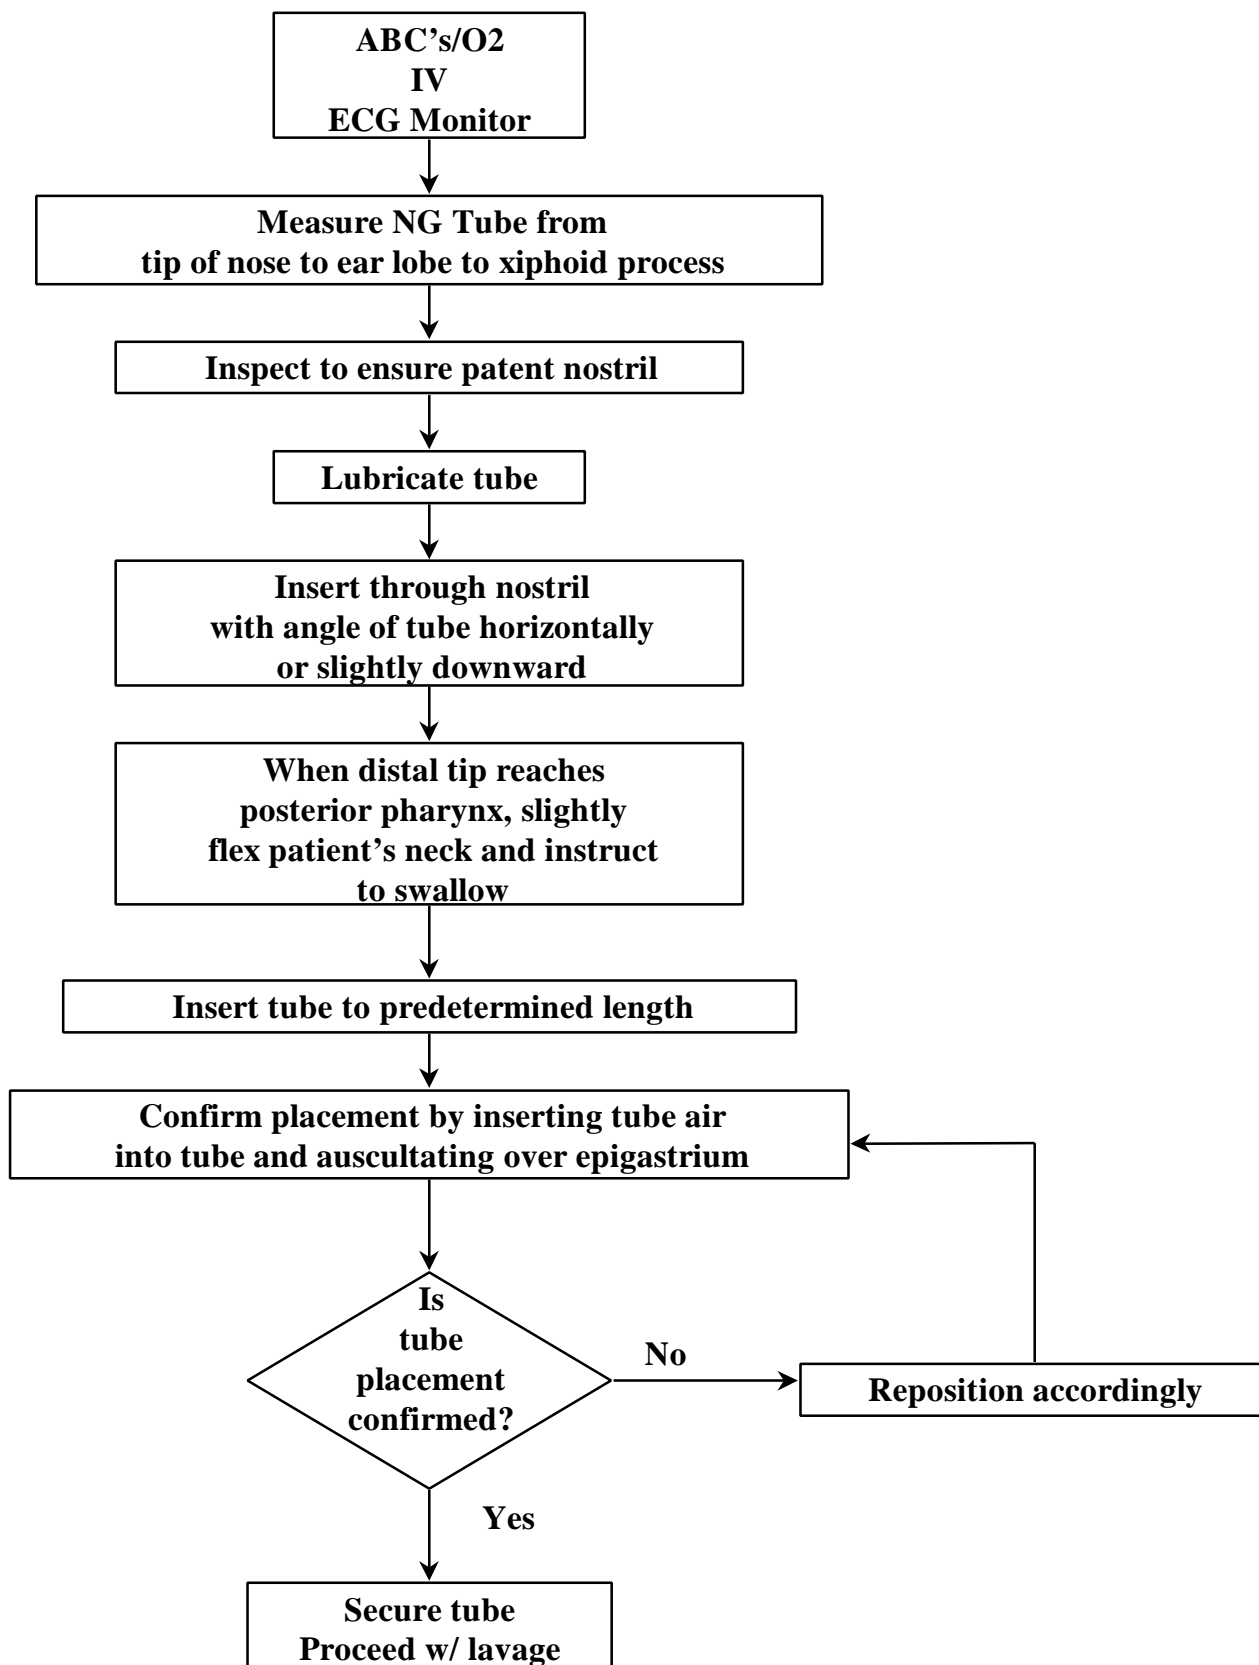 ABC’s/O2
IV
ECG Monitor
Measure NG Tube from
tip of nose to ear lobe to xiphoid process
Inspect to ensure patent nostril
Lubricate tube
Insert through nostril
with angle of tube horizontally
or slightly downward
When distal tip reaches
posterior pharynx, slightly
flex patient’s neck and instruct
to swallow
Insert tube to predetermined length
Confirm placement by inserting tube air
into tube and auscultating over epigastrium
Is
tube
placement
confirmed?
No
Reposition accordingly
Yes
Secure tube
Proceed w/ lavage